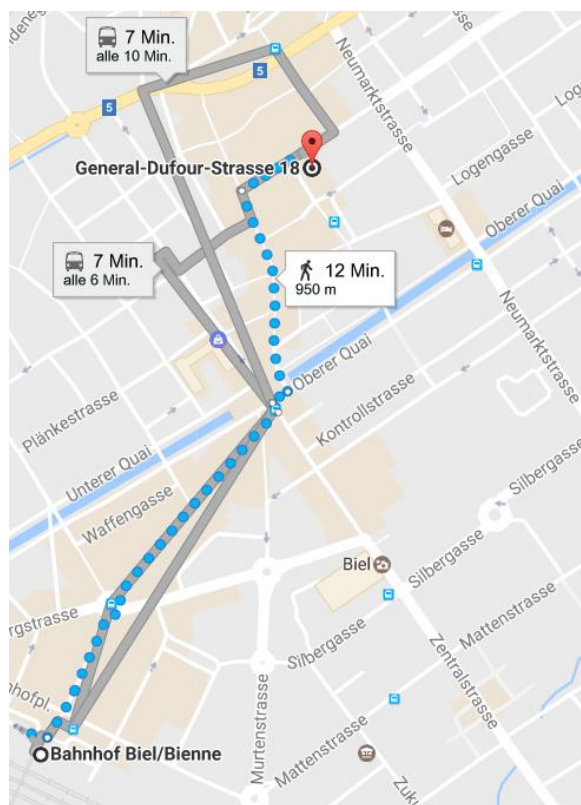 7 Min.
alle 10 Min.
5
5
Neumarktstrasse
Logengasse
General-Dufour-Strasse 18
7 Min.
alle 6 Min.
12 Min.
950 m
Oberer Quai
Neumarktstrasse
Oberer Quai
Plänkestrasse
Kontrollstrasse
Unterer Quai
Waffengasse
Silbergasse
Biel
Silbergasse
Mattenstrasse
Silbergasse
Zentralstrasse
Murtenstrasse
Mattenstrasse
Bahnhof Biel/Bienne